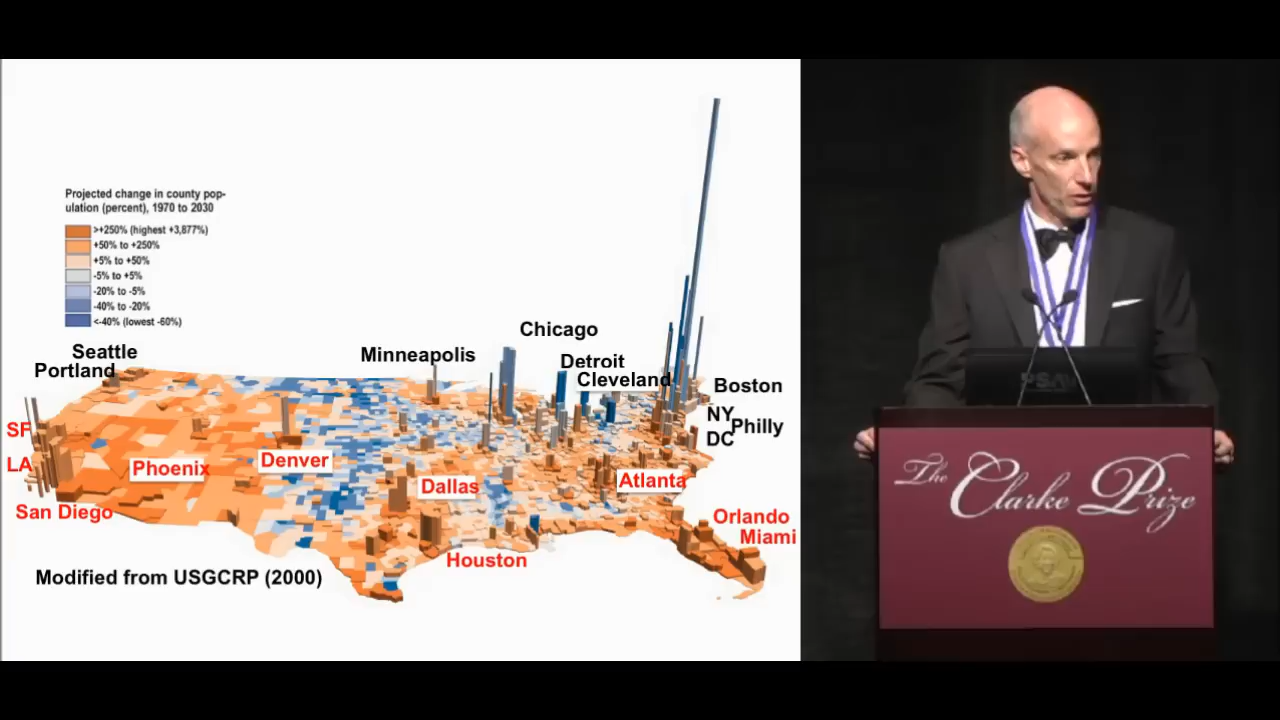 Projected change in county pop-
ulation (percent), 1970 to 2030
>+250% (highest +3,877%)
+50% to +250%
+5% to +50%
-5% to +5%
-20% to -5%
-40% to -20%
<-40% (lowest -60%)
Seattle
Portland
Minneapolis
Chicago
Detroit
Cleveland
Boston
NY
Philly
DC
SF
LA
Phoenix
Denver
Dallas
Atlanta
San Diego
Orlando
Miami
Houston
Modified from USGCRP (2000)
PSAV
The Clarke Prize